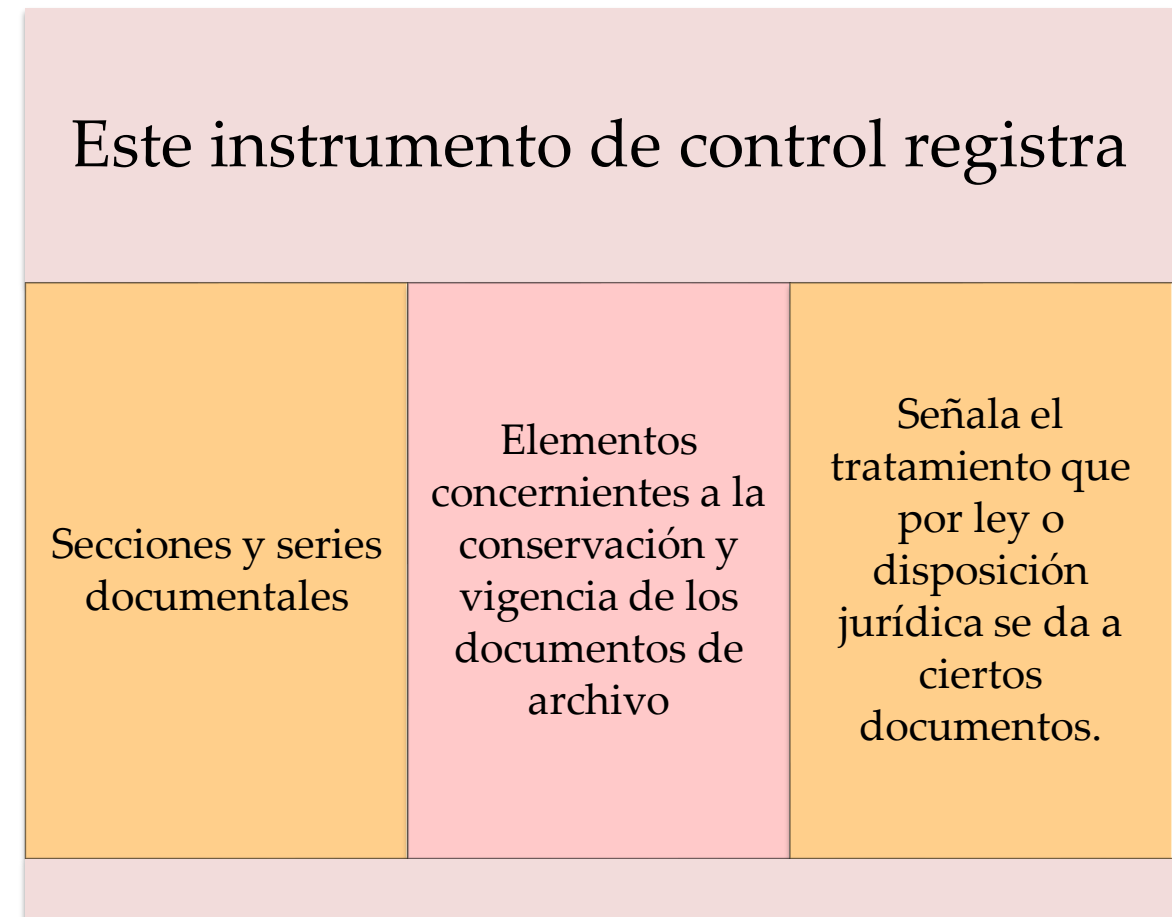 Este instrumento de control registra
Secciones y series
documentales
Elementos
concernientes a la
conservación y
vigencia de los
documentos de
archivo
Señala el
tratamiento que
por ley o
disposición
jurídica se da a
ciertos
documentos.